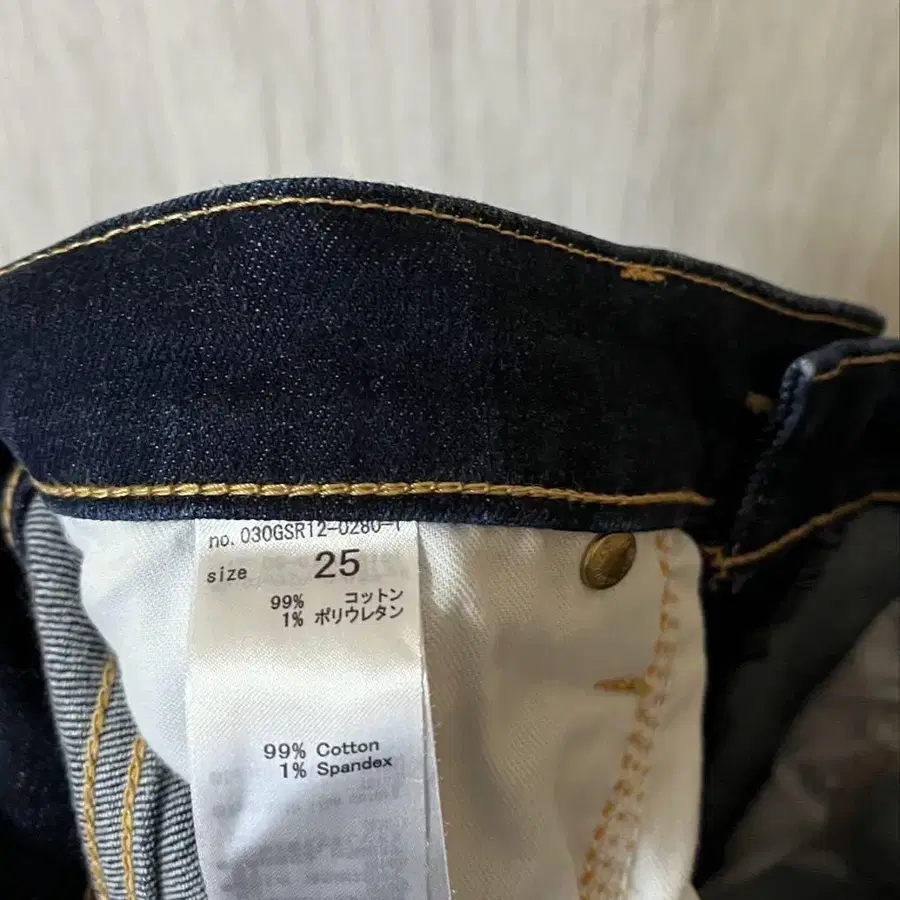 no. 030GSR12-0280-1
size 25
99% コットン
1% ポリウレタン
99% Cotton
1% Spandex